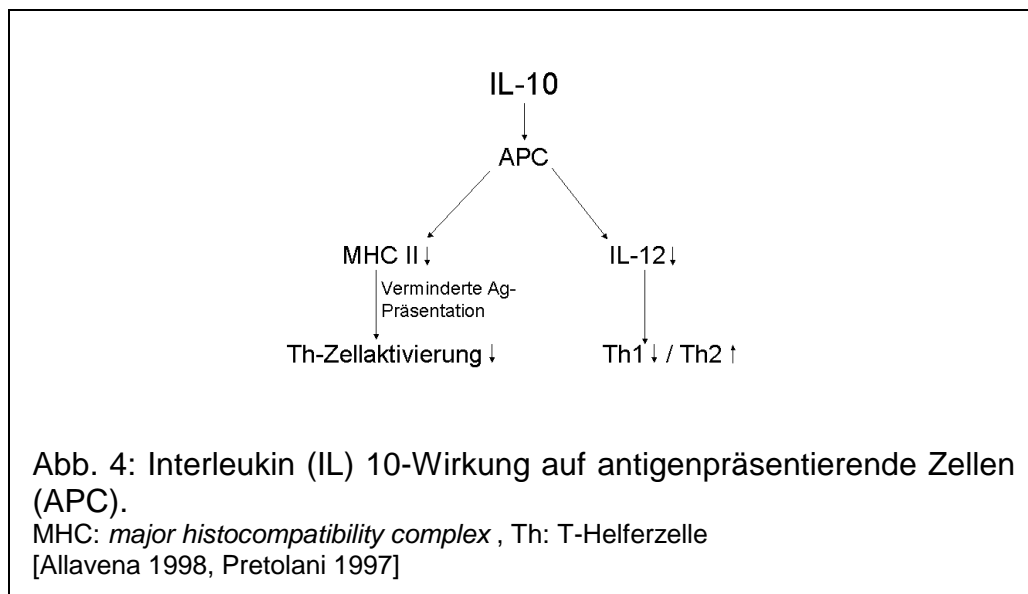 IL-10
APC
MHC II↓
IL-12↓
Verminderte Ag-
Präsentation
Th-Zellaktivierung↓
Th1↓ / Th2↑
Abb. 4: Interleukin (IL) 10-Wirkung auf antigenpräsentierende Zellen
(APC).
MHC: major histocompatibility complex , Th: T-Helferzelle
[Allavena 1998, Pretolani 1997]